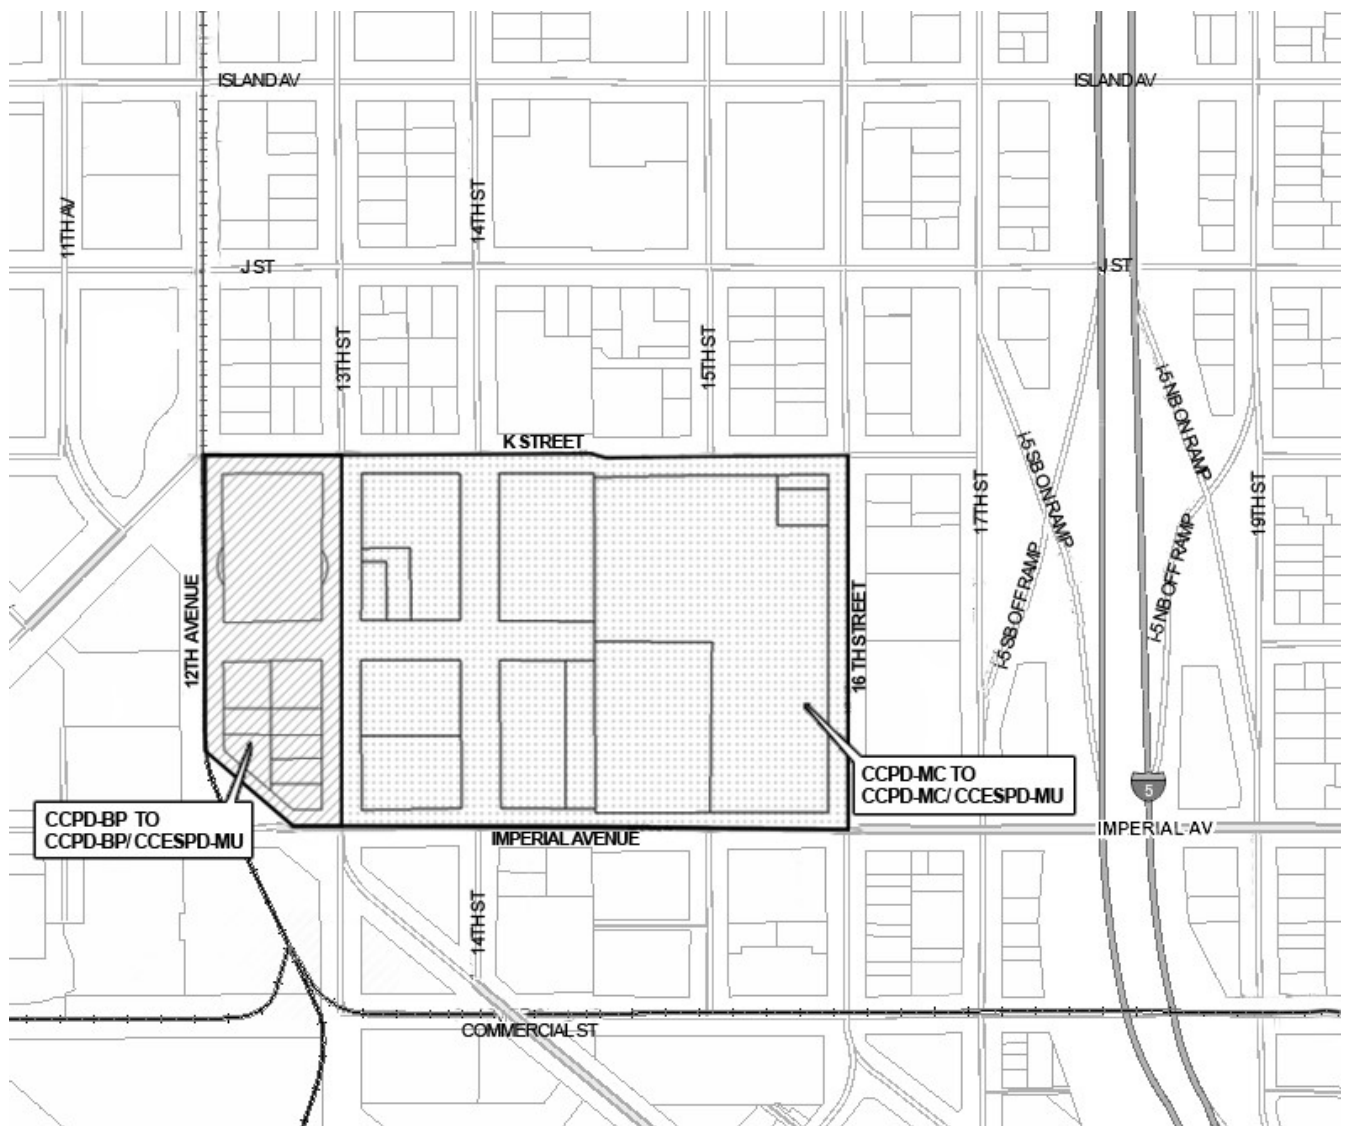 ISLAND AV
ISLAND AV
11TH AV
14TH ST
J ST
J ST
13TH ST
15TH ST
I-5 NB ON RAMP
K STREET
I-5 SB ON RAMP
17TH ST
19TH ST
I-5 NB OFF RAMP
I-5 SB OFF RAMP
12TH AVENUE
16 TH STREET
CCPD-MC TO
CCPD-MC/ CCESPD-MU
5
CCPD-BP TO
CCPD-BP/ CCESPD-MU
IMPERIAL AVENUE
IMPERIAL AV
14TH ST
COMMERCIAL ST